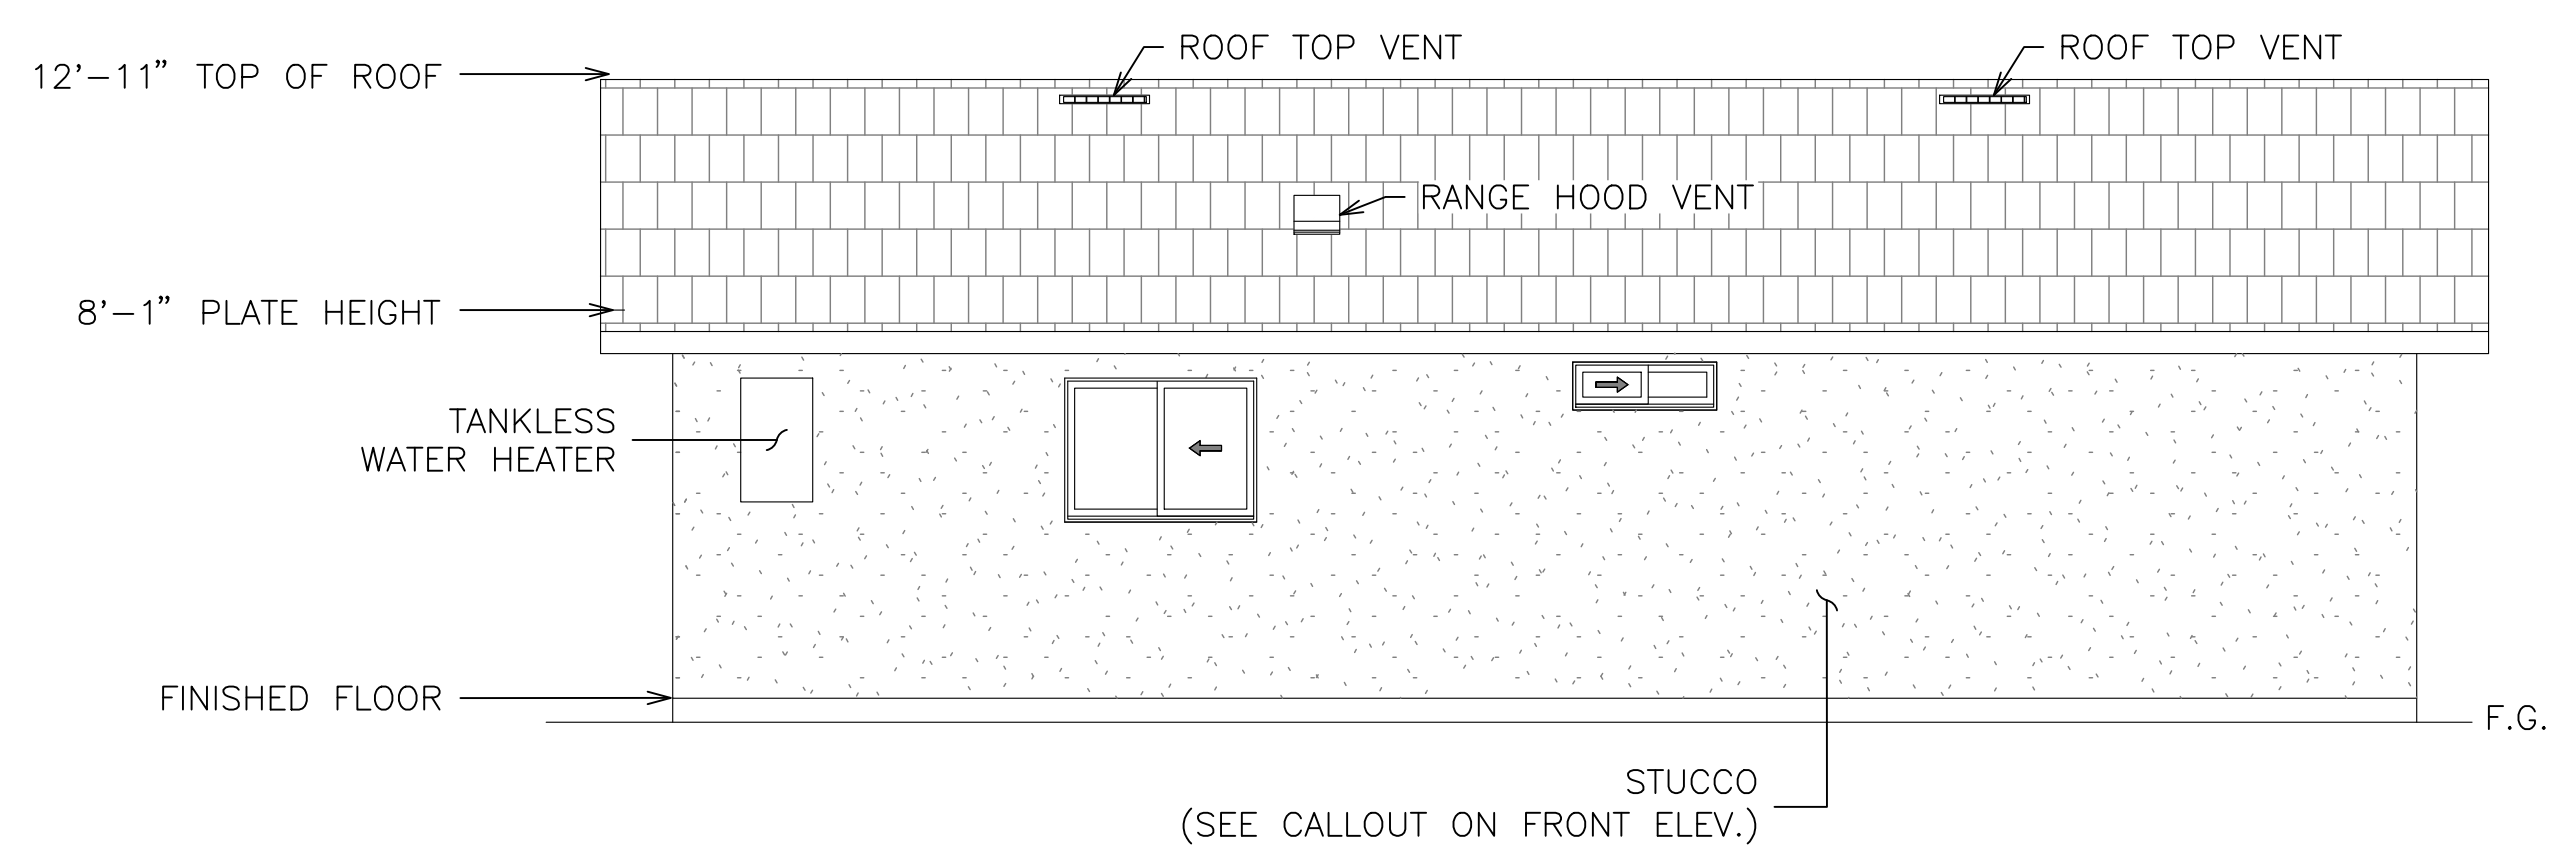 ROOF TOP VENT
ROOF TOP VENT
12'-11" TOP OF ROOF
RANGE HOOD VENT
8'-1" PLATE HEIGHT
TANKLESS
WATER HEATER
FINISHED FLOOR
F.G.
STUCCO
(SEE CALLOUT ON FRONT ELEV.)